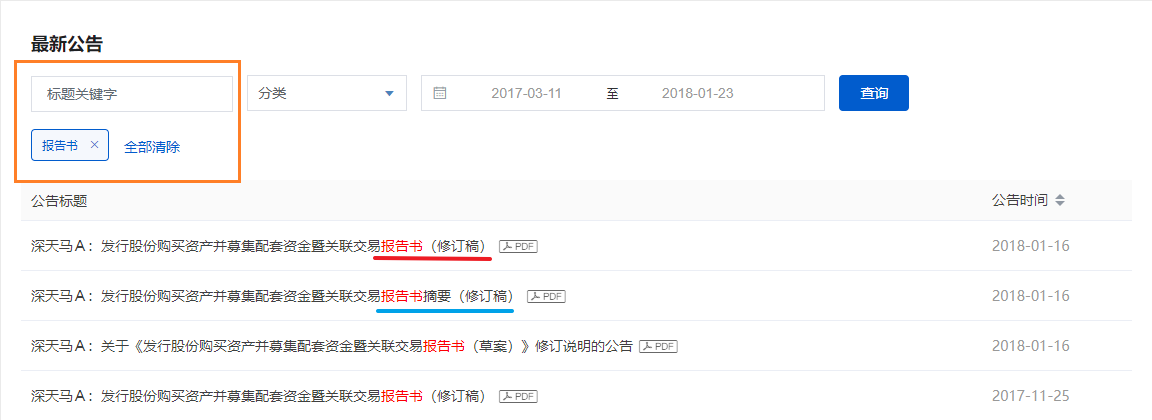 最新公告
标题关键字 分类 2017-03-11 至 2018-01-23 查询
报告书 × 全部清除
公告标题 公告时间
深天马A：发行股份购买资产并募集配套资金暨关联交易报告书（修订稿） PDF 2018-01-16
深天马A：发行股份购买资产并募集配套资金暨关联交易报告书摘要（修订稿） PDF 2018-01-16
深天马A：关于《发行股份购买资产并募集配套资金暨关联交易报告书（草案）》修订说明的公告 PDF 2018-01-16
深天马A：发行股份购买资产并募集配套资金暨关联交易报告书（修订稿） PDF 2017-11-25